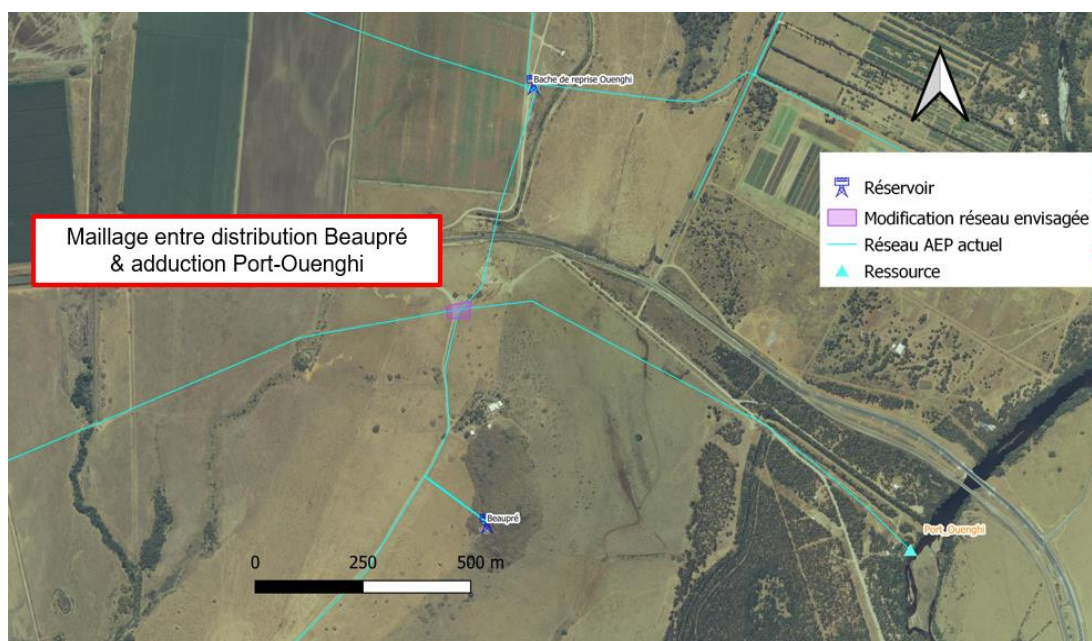 Bache de reprise Ouenghi
Réservoir
Modification réseau envisagée
Réseau AEP actuel
Ressource
Maillage entre distribution Beaupré
& adduction Port-Ouenghi
Beaupré
Port_Ouenghi
0 250 500 m